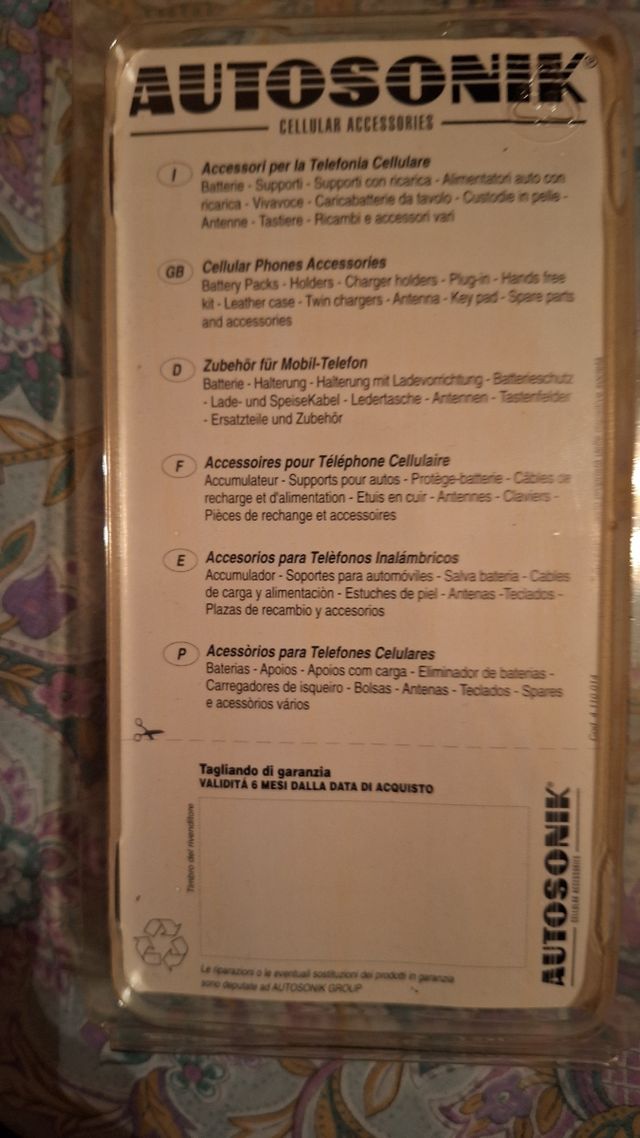 AUTOSONIK®
CELLULAR ACCESSORIES
I
Accessori per la Telefonia Cellulare
Batterie - Supporti - Supporti con ricarica - Alimentatori auto con
ricarica - Vivavoce - Caricabatterie da tavolo - Custodie in pelle -
Antenne - Tastiere - Ricambi e accessori vari
GB
Cellular Phones Accessories
Battery Packs - Holders - Charger holders - Plug-in - Hands free
kit - Leather case - Twin chargers - Antenna - Key pad - Spare parts
and accessories
D
Zubehör für Mobil-Telefon
Batterie - Halterung - Halterung mit Ladevorrichtung - Batterieschutz
- Lade- und SpeiseKabel - Ledertasche - Antennen - Tastenfelder
- Ersatzteile und Zubehör
F
Accessoires pour Téléphone Cellulaire
Accumulateur - Supports pour autos - Protège-batterie - Câbles de
recharge et d'alimentation - Etuis en cuir - Antennes - Claviers -
Pièces de rechange et accessoires
E
Accesorios para Telèfonos Inalámbricos
Accumulador - Soportes para automóviles - Salva bateria - Cables
de carga y alimentaciòn - Estuches de piel - Antenas -Teclados -
Plazas de recambio y accesorios
P
Acessòrios para Telefones Celulares
Baterias - Apoios - Apoios com carga - Eliminador de baterias -
Carregadores de isqueiro - Bolsas - Antenas - Teclados - Spares
e acessòrios vários
Cod. 4.110.014
Tagliando di garanzia
VALIDITÁ 6 MESI DALLA DATA DI ACQUISTO
Timbro del rivenditore
AUTOSONIK®
CELLULAR ACCESSORIES
Le riparazioni o le eventuali sostituzioni dei prodotti in garanzia
sono deputate ad AUTOSONIK GROUP